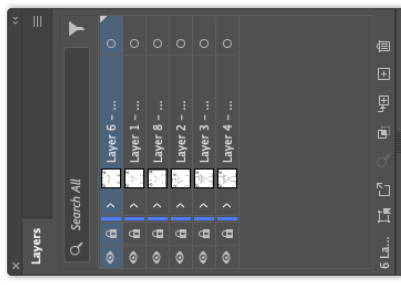 Layers
Search All
Layer 6 - ...
Layer 1 - ...
Layer 8 - ...
Layer 2 - ...
Layer 3 - ...
Layer 4 - ...
6 La...